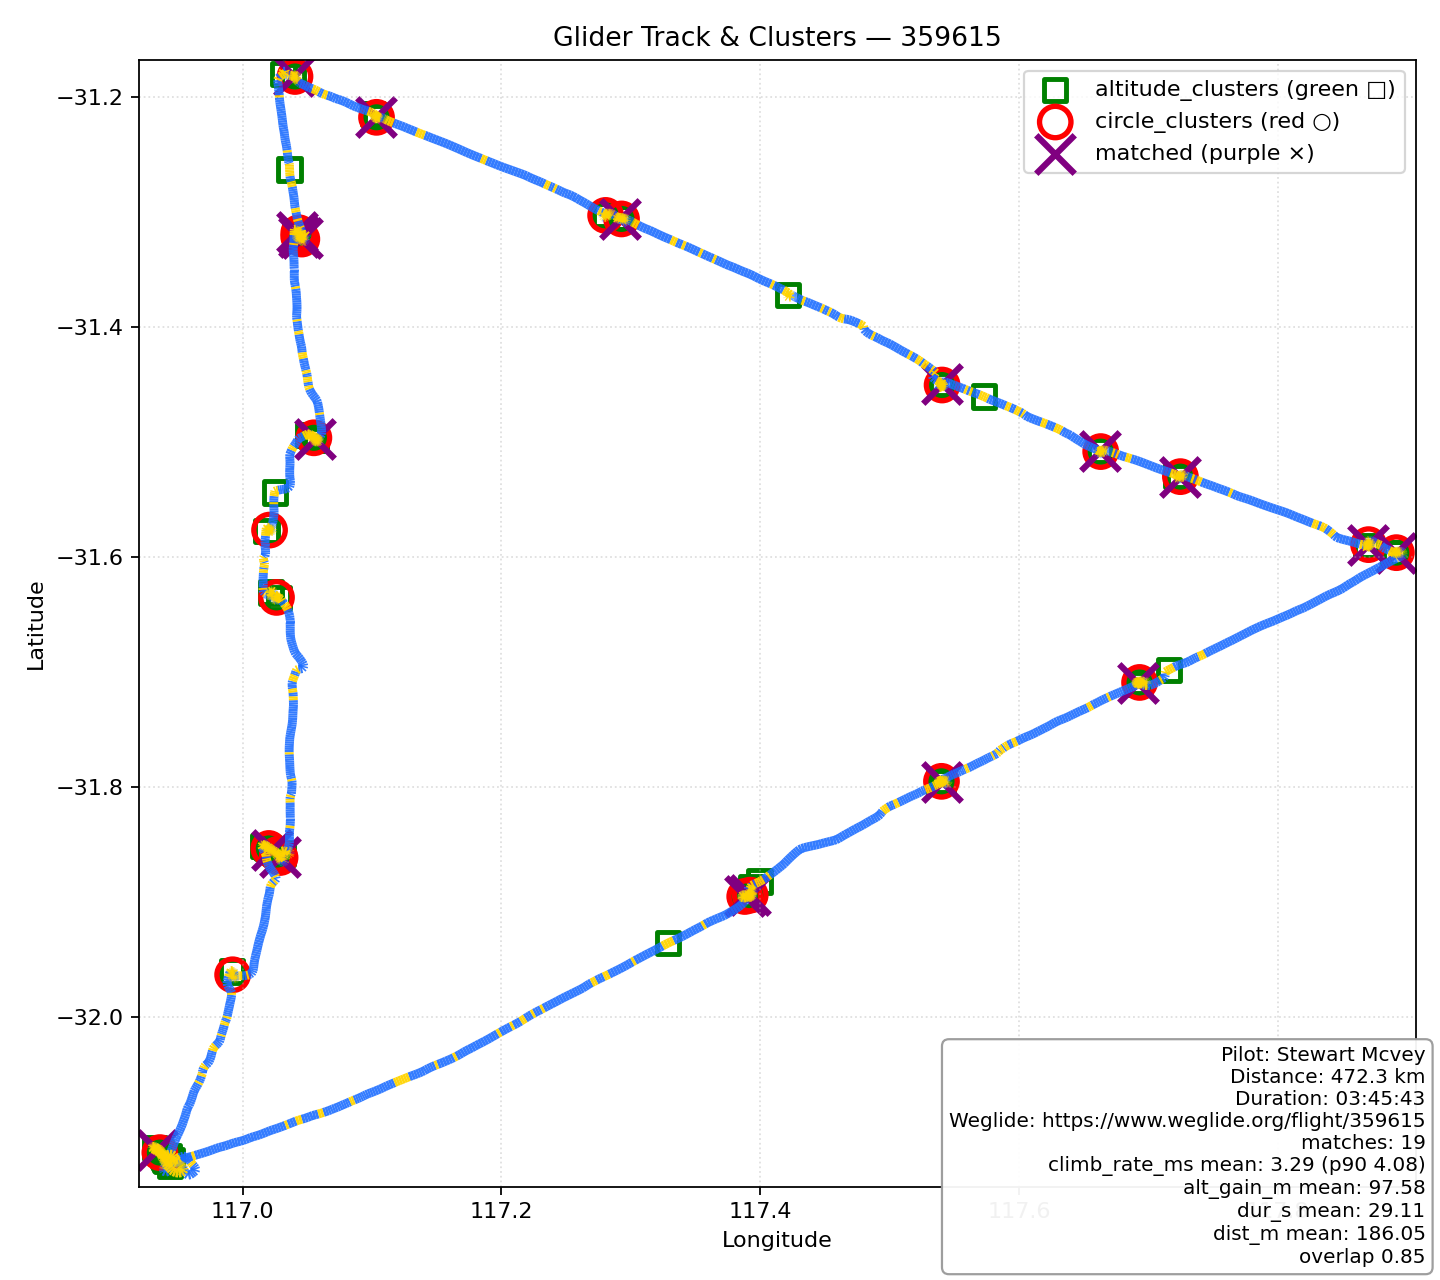 Glider Track & Clusters — 359615
altitude_clusters (green □)
circle_clusters (red ○)
matched (purple ×)
−31.2
−31.4
−31.6
−31.8
−32.0
Latitude
117.0
117.2
117.4
117.6
Longitude
Pilot: Stewart Mcvey
Distance: 472.3 km
Duration: 03:45:43
Weglide: https://www.weglide.org/flight/359615
matches: 19
climb_rate_ms mean: 3.29 (p90 4.08)
alt_gain_m mean: 97.58
dur_s mean: 29.11
dist_m mean: 186.05
overlap 0.85